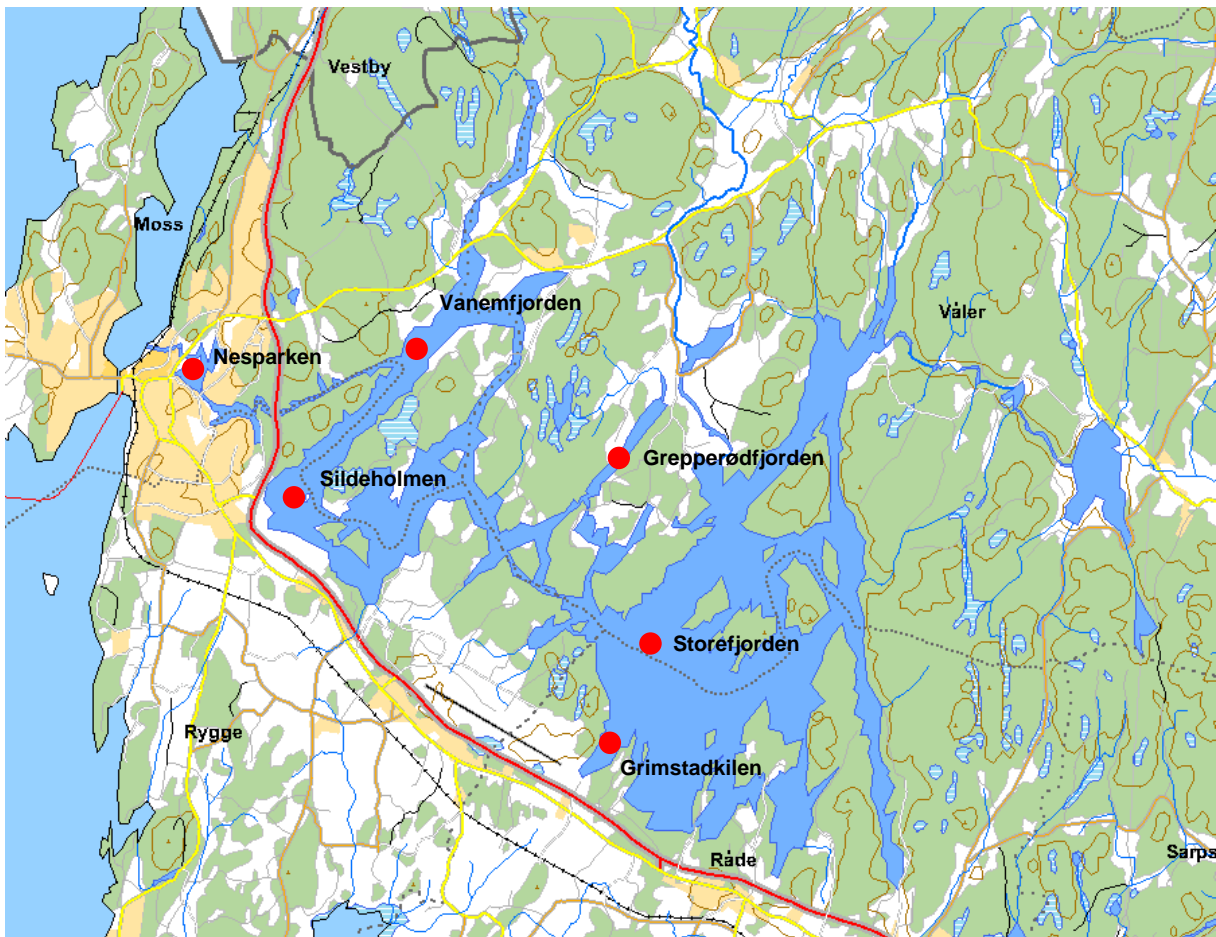 Vestby
Moss
Vanemfjorden
Våler
Nesparken
Grepperødfjorden
Sildeholmen
Storefjorden
Rygge
Grimstadkilen
Råde
Sarps